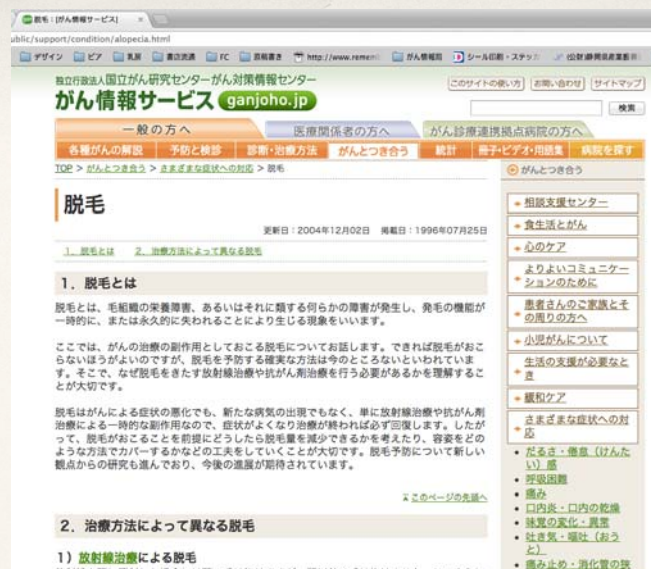 脱毛：[がん情報サービス]
ublic/support/condition/alopecia.html
デザイン ピア 乳房 書店流通 FC 原稿書き http://www.rememb がん情報局 シール印刷・ステッカ
独立行政法人国立がん研究センターがん対策情報センター
がん情報サービス ganjoho.jp
このサイトの使い方 お問い合わせ サイトマップ
検索
一般の方へ 医療関係者の方へ がん診療連携拠点病院の方へ
各種がんの解説 予防と検診 診断・治療方法 がんとつき合う 統計 冊子・ビデオ・用語集 病院を探す
TOP > がんとつき合う > さまざまな症状への対応 > 脱毛
脱毛
更新日：2004年12月02日 掲載日：1996年07月25日
1．脱毛とは 2．治療方法によって異なる脱毛
1．脱毛とは
脱毛とは、毛組織の栄養障害、あるいはそれに類する何らかの障害が発生し、発毛の機能が
一時的に、または永久的に失われることにより生じる現象をいいます。
ここでは、がんの治療の副作用としておこる脱毛についてお話します。できれば脱毛がおこ
らないほうがよいのですが、脱毛を予防する確実な方法は今のところないといわれていま
す。そこで、なぜ脱毛をきたす放射線治療や抗がん剤治療を行う必要があるかを理解するこ
とが大切です。
脱毛はがんによる症状の悪化でも、新たな病気の出現でもなく、単に放射線治療や抗がん剤
治療による一時的な副作用なので、症状がよくなり治療が終われば必ず回復します。したが
って、脱毛がおこることを前提にどうしたら脱毛量を減少できるかを考えたり、容姿をどの
ような方法でカバーするかなどの工夫をしていくことが大切です。脱毛予防について新しい
観点からの研究も進んでおり、今後の進展が期待されています。
このページの先頭へ
2．治療方法によって異なる脱毛
1）放射線治療による脱毛
がんとつき合う
相談支援センター
食生活とがん
心のケア
よりよいコミュニケー
ションのために
患者さんのご家族とそ
の周りの方へ
小児がんについて
生活の支援が必要なと
き
緩和ケア
さまざまな症状への対
応
だるさ・倦怠（けんた
い）感
呼吸困難
痛み
口内炎・口内の乾燥
味覚の変化・異常
吐き気・嘔吐（おう
と）
痛み止め・消化管の狭